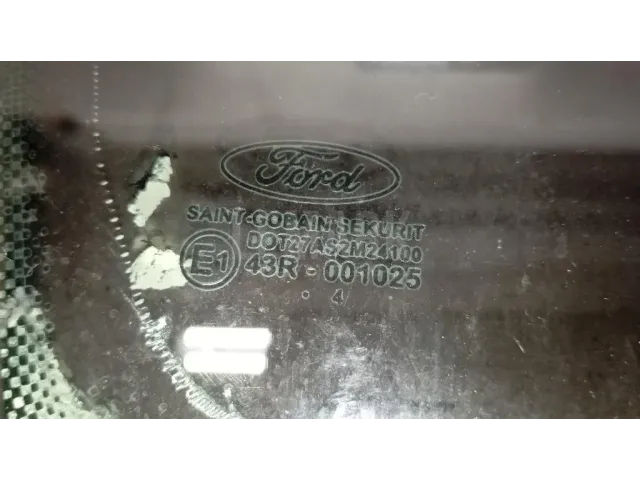 Ford
SAINT-GOBAIN SEKURIT
DOT27AS2M24100
E1 43R - 001025
. 4